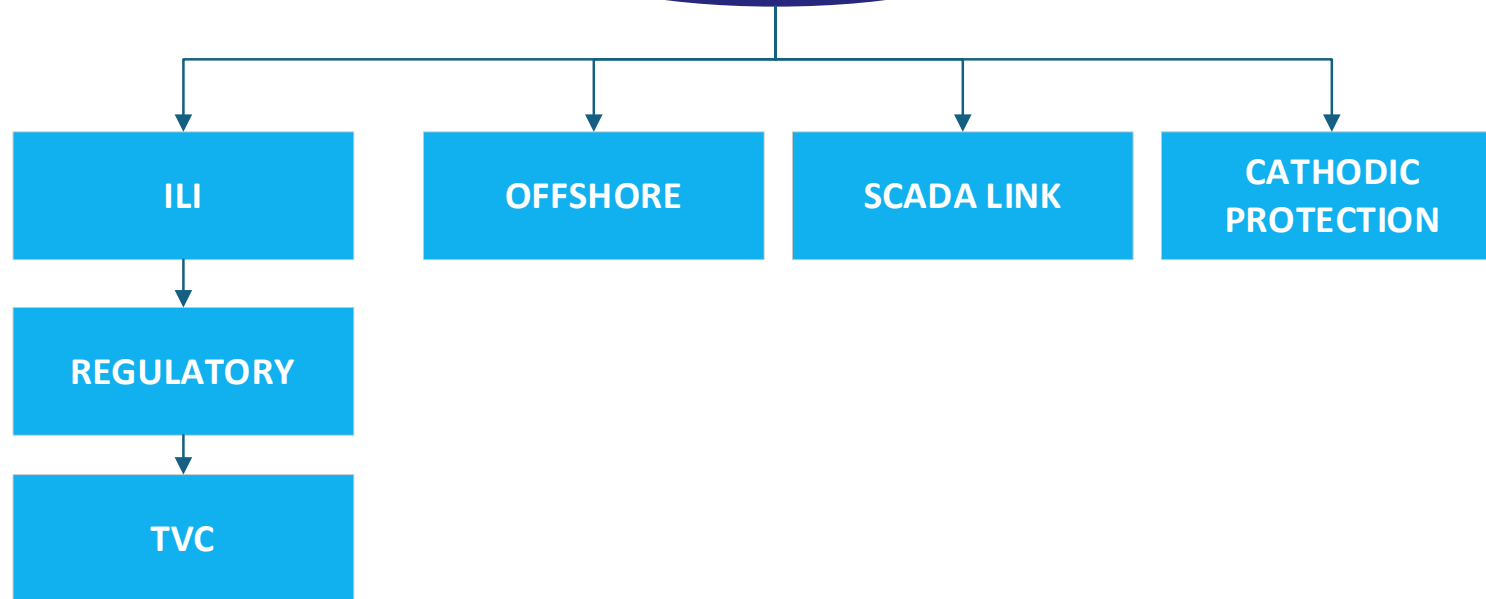 ILI
OFFSHORE
SCADA LINK
CATHODIC
PROTECTION
REGULATORY
TVC